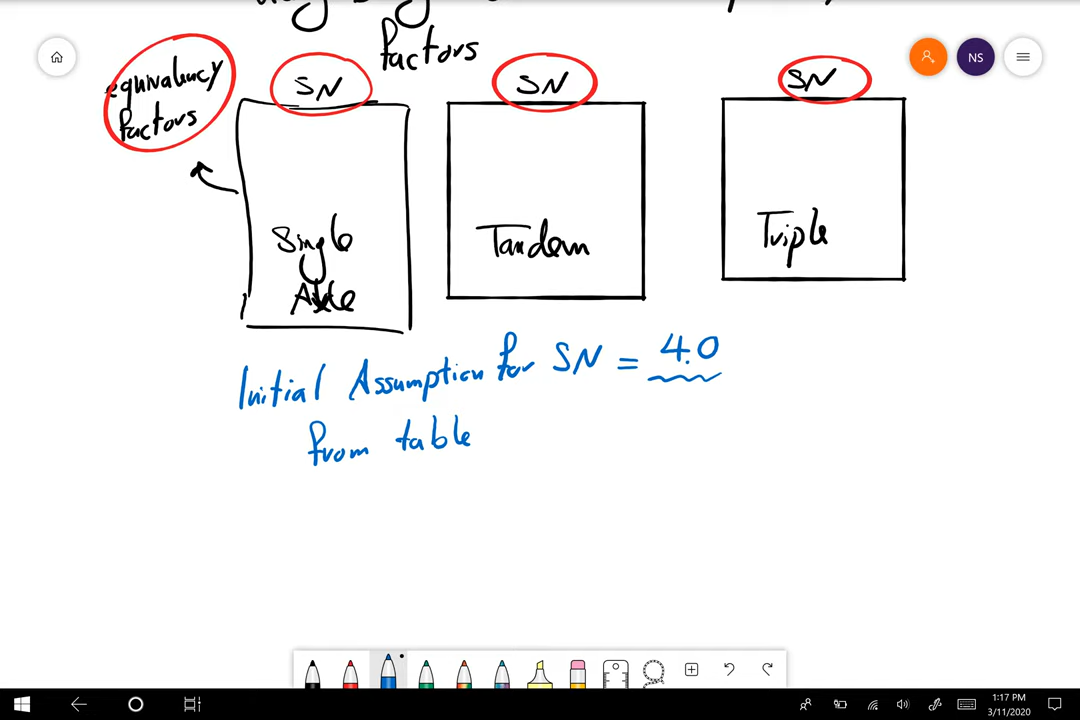 factors
equivalency
factors
SN
SN
SN
Single
Axle
Tandem
Triple
Initial Assumption for SN = 4.0
from table
NS
1:17 PM
3/11/2020